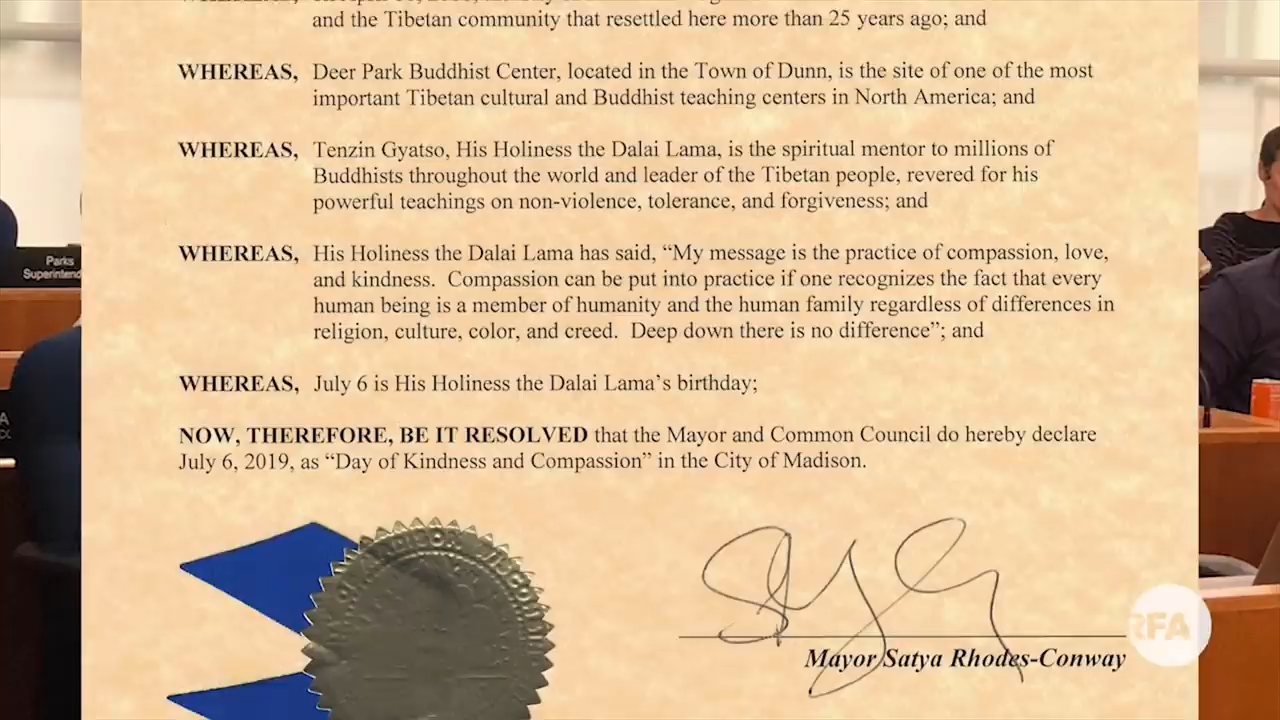 and the Tibetan community that resettled here more than 25 years ago; and
WHEREAS, Deer Park Buddhist Center, located in the Town of Dunn, is the site of one of the most
important Tibetan cultural and Buddhist teaching centers in North America; and
WHEREAS, Tenzin Gyatso, His Holiness the Dalai Lama, is the spiritual mentor to millions of
Buddhists throughout the world and leader of the Tibetan people, revered for his
powerful teachings on non-violence, tolerance, and forgiveness; and
WHEREAS, His Holiness the Dalai Lama has said, “My message is the practice of compassion, love,
and kindness. Compassion can be put into practice if one recognizes the fact that every
human being is a member of humanity and the human family regardless of differences in
religion, culture, color, and creed. Deep down there is no difference”; and
WHEREAS, July 6 is His Holiness the Dalai Lama’s birthday;
NOW, THEREFORE, BE IT RESOLVED that the Mayor and Common Council do hereby declare
July 6, 2019, as “Day of Kindness and Compassion” in the City of Madison.
Mayor Satya Rhodes-Conway
RFA
Parks